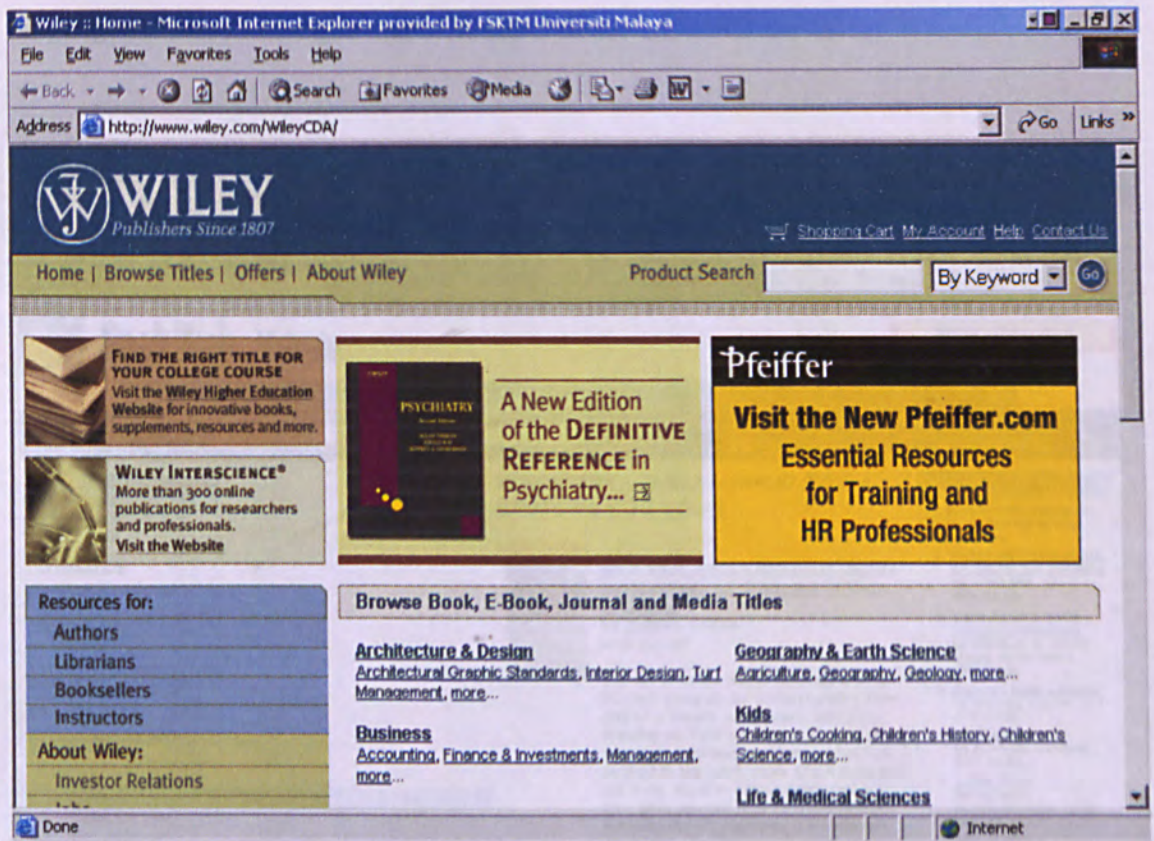 Wiley :: Home - Microsoft Internet Explorer provided by FSKTM Universiti Malaya
File Edit View Favorites Tools Help
Back Search Favorites Media
Address http://www.wiley.com/WileyCDA/ Go Links »
WILEY
Publishers Since 1807
Shopping Cart My Account Help Contact Us
Home | Browse Titles | Offers | About Wiley Product Search By Keyword Go
FIND THE RIGHT TITLE FOR
YOUR COLLEGE COURSE
Visit the Wiley Higher Education
Website for innovative books,
supplements, resources and more.
WILEY INTERSCIENCE®
More than 300 online
publications for researchers
and professionals.
Visit the Website
PSYCHIATRY
A New Edition
of the DEFINITIVE
REFERENCE in
Psychiatry...
Pfeiffer
Visit the New Pfeiffer.com
Essential Resources
for Training and
HR Professionals
Resources for:
Authors
Librarians
Booksellers
Instructors
About Wiley:
Investor Relations
Jobs
Browse Book, E-Book, Journal and Media Titles
Architecture & Design
Architectural Graphic Standards, Interior Design, Turf
Management, more...
Business
Accounting, Finance & Investments, Management,
more...
Geography & Earth Science
Agriculture, Geography, Geology, more...
Kids
Children's Cooking, Children's History, Children's
Science, more...
Life & Medical Sciences
Done Internet